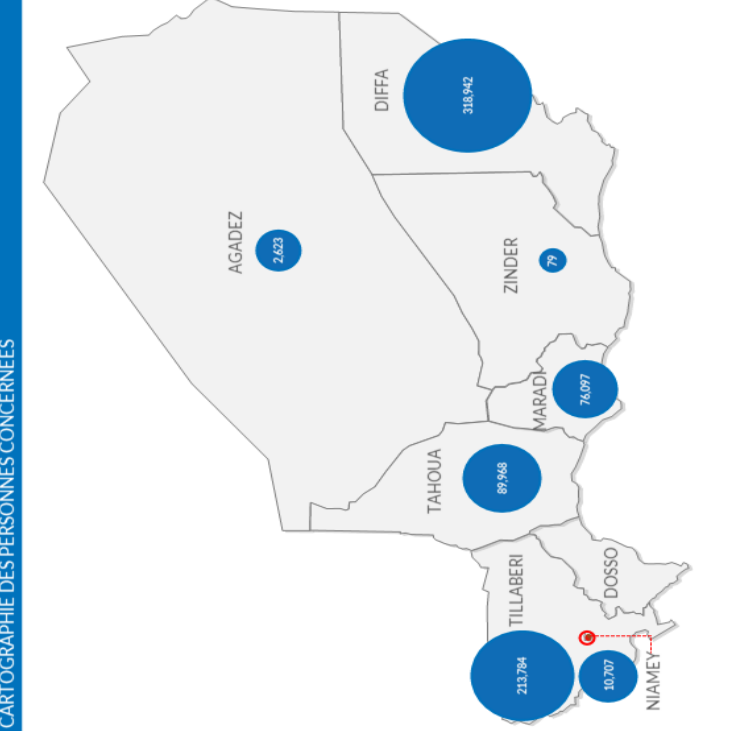 CARTOGRAPHIE DES PERSONNES CONCERNÉES
AGADEZ
2,623
DIFFA
318,942
ZINDER
79
MARADI
76,097
TAHOUA
89,968
TILLABERI
213,784
DOSSO
10,707
NIAMEY